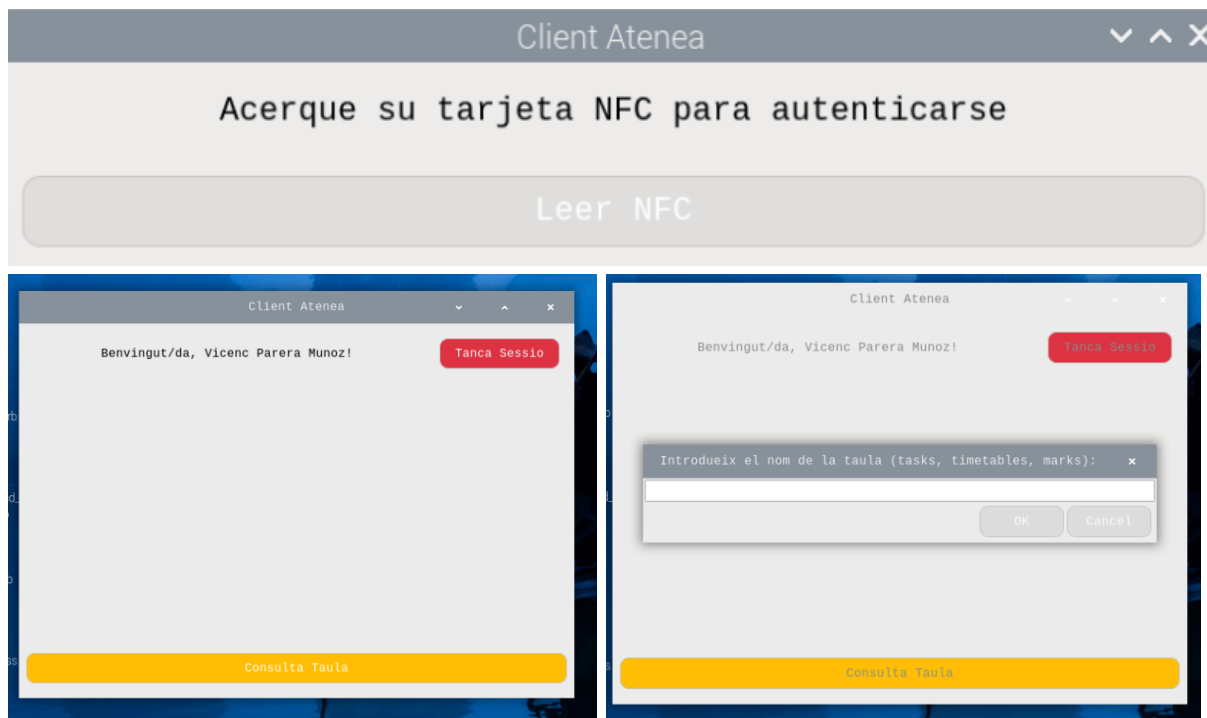 Client Atenea
Acerque su tarjeta NFC para autenticarse
Leer NFC
Client Atenea
Benvingut/da, Vicenc Parera Munoz!
Tanca Sessio
Consulta Taula
Client Atenea
Benvingut/da, Vicenc Parera Munoz!
Tanca Sessio
Introdueix el nom de la taula (tasks, timetables, marks):
OK
Cancel
Consulta Taula